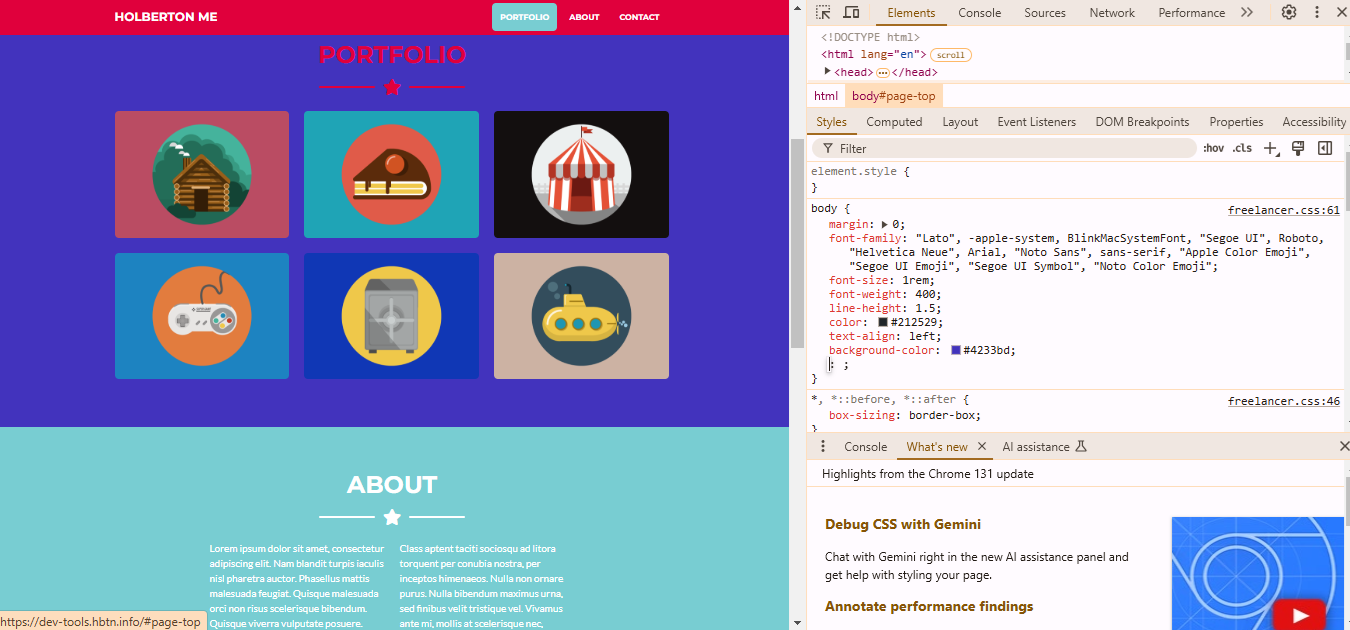 HOLBERTON ME
PORTFOLIO ABOUT CONTACT
PORTFOLIO
ABOUT
Lorem ipsum dolor sit amet, consectetur
adipiscing elit. Nam blandit turpis iaculis
nisl pharetra auctor. Phasellus mattis
malesuada feugiat. Quisque malesuada
orci non risus scelerisque bibendum.
Quisque viverra vulputate posuere.
Class aptent taciti sociosqu ad litora
torquent per conubia nostra, per
inceptos himenaeos. Nulla non ornare
purus. Nulla bibendum maximus urna,
sed finibus velit tristique vel. Vivamus
ante mi, mollis at scelerisque nec,
https://dev-tools.hbtn.info/#page-top
Elements Console Sources Network Performance
<!DOCTYPE html>
<html lang="en"> scroll
<head> … </head>
html body#page-top
Styles Computed Layout Event Listeners DOM Breakpoints Properties Accessibility
Filter :hov .cls
element.style {
}
body { freelancer.css:61
margin: 0;
font-family: "Lato", -apple-system, BlinkMacSystemFont, "Segoe UI", Roboto,
"Helvetica Neue", Arial, "Noto Sans", sans-serif, "Apple Color Emoji",
"Segoe UI Emoji", "Segoe UI Symbol", "Noto Color Emoji";
font-size: 1rem;
font-weight: 400;
line-height: 1.5;
color: #212529;
text-align: left;
background-color: #4233bd;
: ;
}
*, *::before, *::after { freelancer.css:46
box-sizing: border-box;
}
Console What's new AI assistance
Highlights from the Chrome 131 update
Debug CSS with Gemini
Chat with Gemini right in the new AI assistance panel and
get help with styling your page.
Annotate performance findings